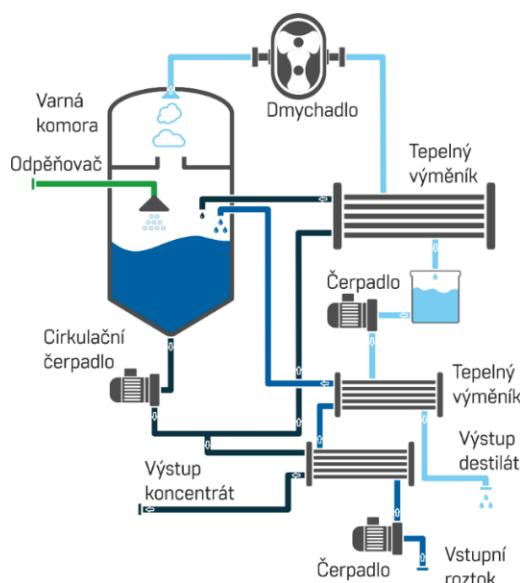 Dmychadlo
Varná
komora
Odpěňovač
Tepelný
výměník
Čerpadlo
Cirkulační
čerpadlo
Tepelný
výměník
Výstup
destilát
Výstup
koncentrát
Čerpadlo
Vstupní
roztok